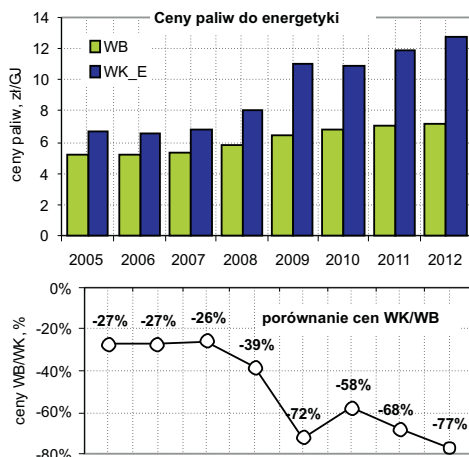 Ceny paliw do energetyki
ceny paliw, zł/GJ
14
12
10
8
6
4
2
0
WB
WK_E
2005 2006 2007 2008 2009 2010 2011 2012
porównanie cen WK/WB
ceny WB/WK, %
0%
-20%
-40%
-60%
-80%
-27% -27% -26% -39% -72% -58% -68% -77%